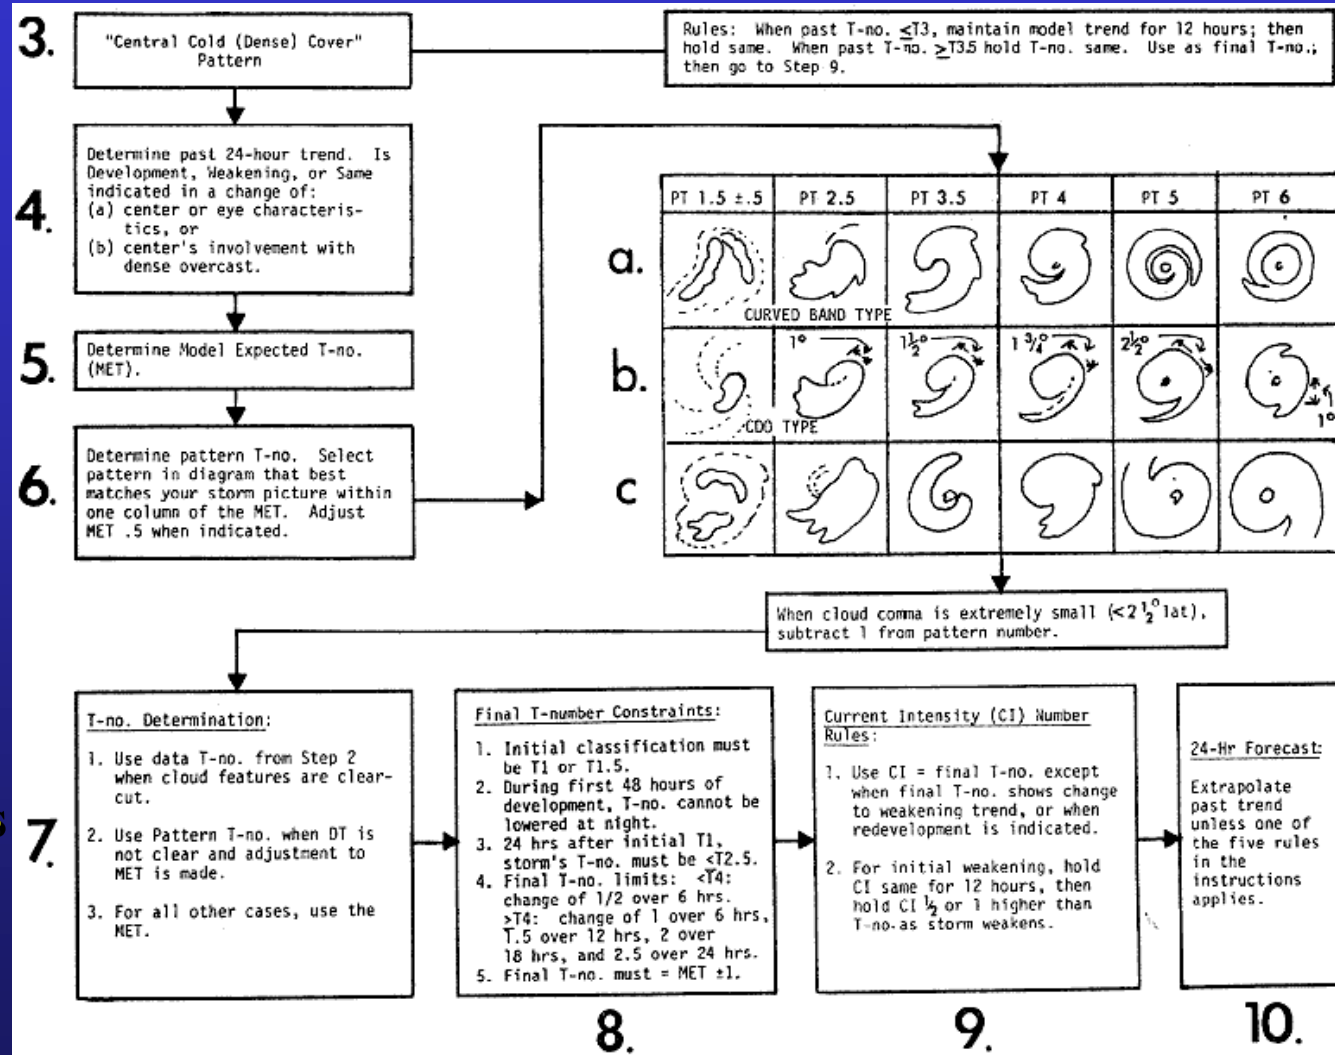 3.
"Central Cold (Dense) Cover"
Pattern
Rules: When past T-no. ≤T3, maintain model trend for 12 hours; then
hold same. When past T-no. ≥T3.5 hold T-no. same. Use as final T-no.;
then go to Step 9.
4.
Determine past 24-hour trend. Is
Development, Weakening, or Same
indicated in a change of:
(a) center or eye characteris-
tics, or
(b) center's involvement with
dense overcast.
5.
Determine Model Expected T-no.
(MET).
6.
Determine pattern T-no. Select
pattern in diagram that best
matches your storm picture within
one column of the MET. Adjust
MET .5 when indicated.
PT 1.5 ±.5 PT 2.5 PT 3.5 PT 4 PT 5 PT 6
a.
CURVED BAND TYPE
b.
1° 1½° 1 ¾° 2½° 1°
CDO TYPE
c
When cloud comma is extremely small (<2 ½° lat),
subtract 1 from pattern number.
7.
T-no. Determination:
1. Use data T-no. from Step 2
when cloud features are clear-
cut.
2. Use Pattern T-no. when DT is
not clear and adjustment to
MET is made.
3. For all other cases, use the
MET.
Final T-number Constraints:
1. Initial classification must
be T1 or T1.5.
2. During first 48 hours of
development, T-no. cannot be
lowered at night.
3. 24 hrs after initial T1,
storm's T-no. must be ≤T2.5.
4. Final T-no. limits: <T4:
change of 1/2 over 6 hrs.
>T4: change of 1 over 6 hrs,
1.5 over 12 hrs, 2 over
18 hrs, and 2.5 over 24 hrs.
5. Final T-no. must = MET ±1.
8.
Current Intensity (CI) Number
Rules:
1. Use CI = final T-no. except
when final T-no. shows change
to weakening trend, or when
redevelopment is indicated.
2. For initial weakening, hold
CI same for 12 hours, then
hold CI ½ or 1 higher than
T-no. as storm weakens.
9.
24-Hr Forecast:
Extrapolate
past trend
unless one of
the five rules
in the
instructions
applies.
10.